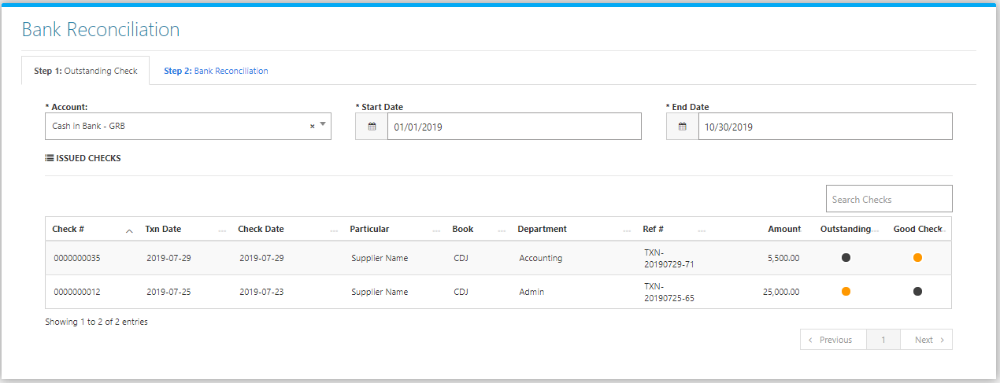 Bank Reconciliation
Step 1: Outstanding Check Step 2: Bank Reconciliation
* Account: * Start Date * End Date
Cash in Bank - GRB × 01/01/2019 10/30/2019
ISSUED CHECKS
Search Checks
Check # Txn Date Check Date Particular Book Department Ref # Amount Outstanding Good Check
0000000035 2019-07-29 2019-07-29 Supplier Name CDJ Accounting TXN-20190729-71 5,500.00
0000000012 2019-07-25 2019-07-23 Supplier Name CDJ Admin TXN-20190725-65 25,000.00
Showing 1 to 2 of 2 entries
< Previous 1 Next >